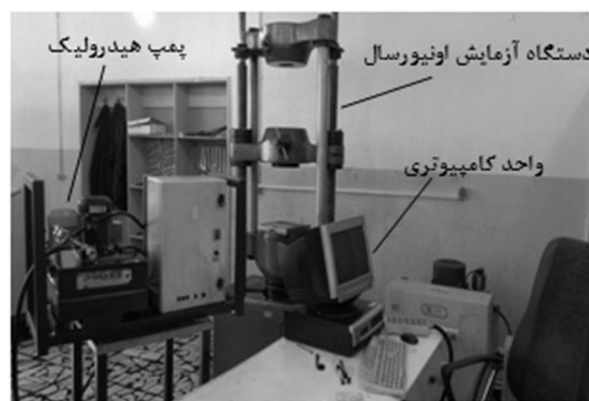 پمپ هیدرولیک
دستگاه آزمایش اونیورسال
واحد کامپیوتری